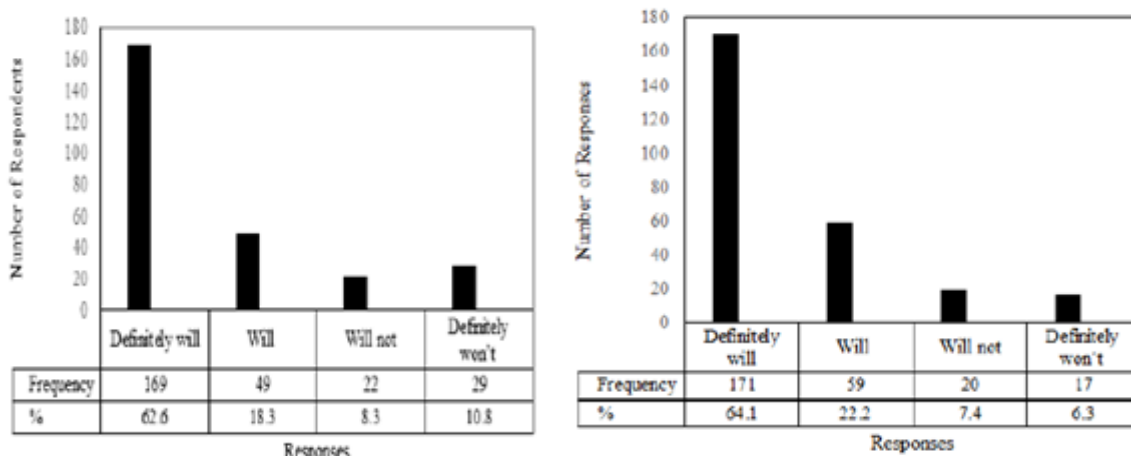 Number of Respondents
180
160
140
120
100
80
60
40
20
0
Definitely will Will Will not Definitely won't
Frequency 169 49 22 29
% 62.6 18.3 8.3 10.8
Responses
Number of Responses
180
160
140
120
100
80
60
40
20
0
Definitely will Will Will not Definitely won't
Frequency 171 59 20 17
% 64.1 22.2 7.4 6.3
Responses